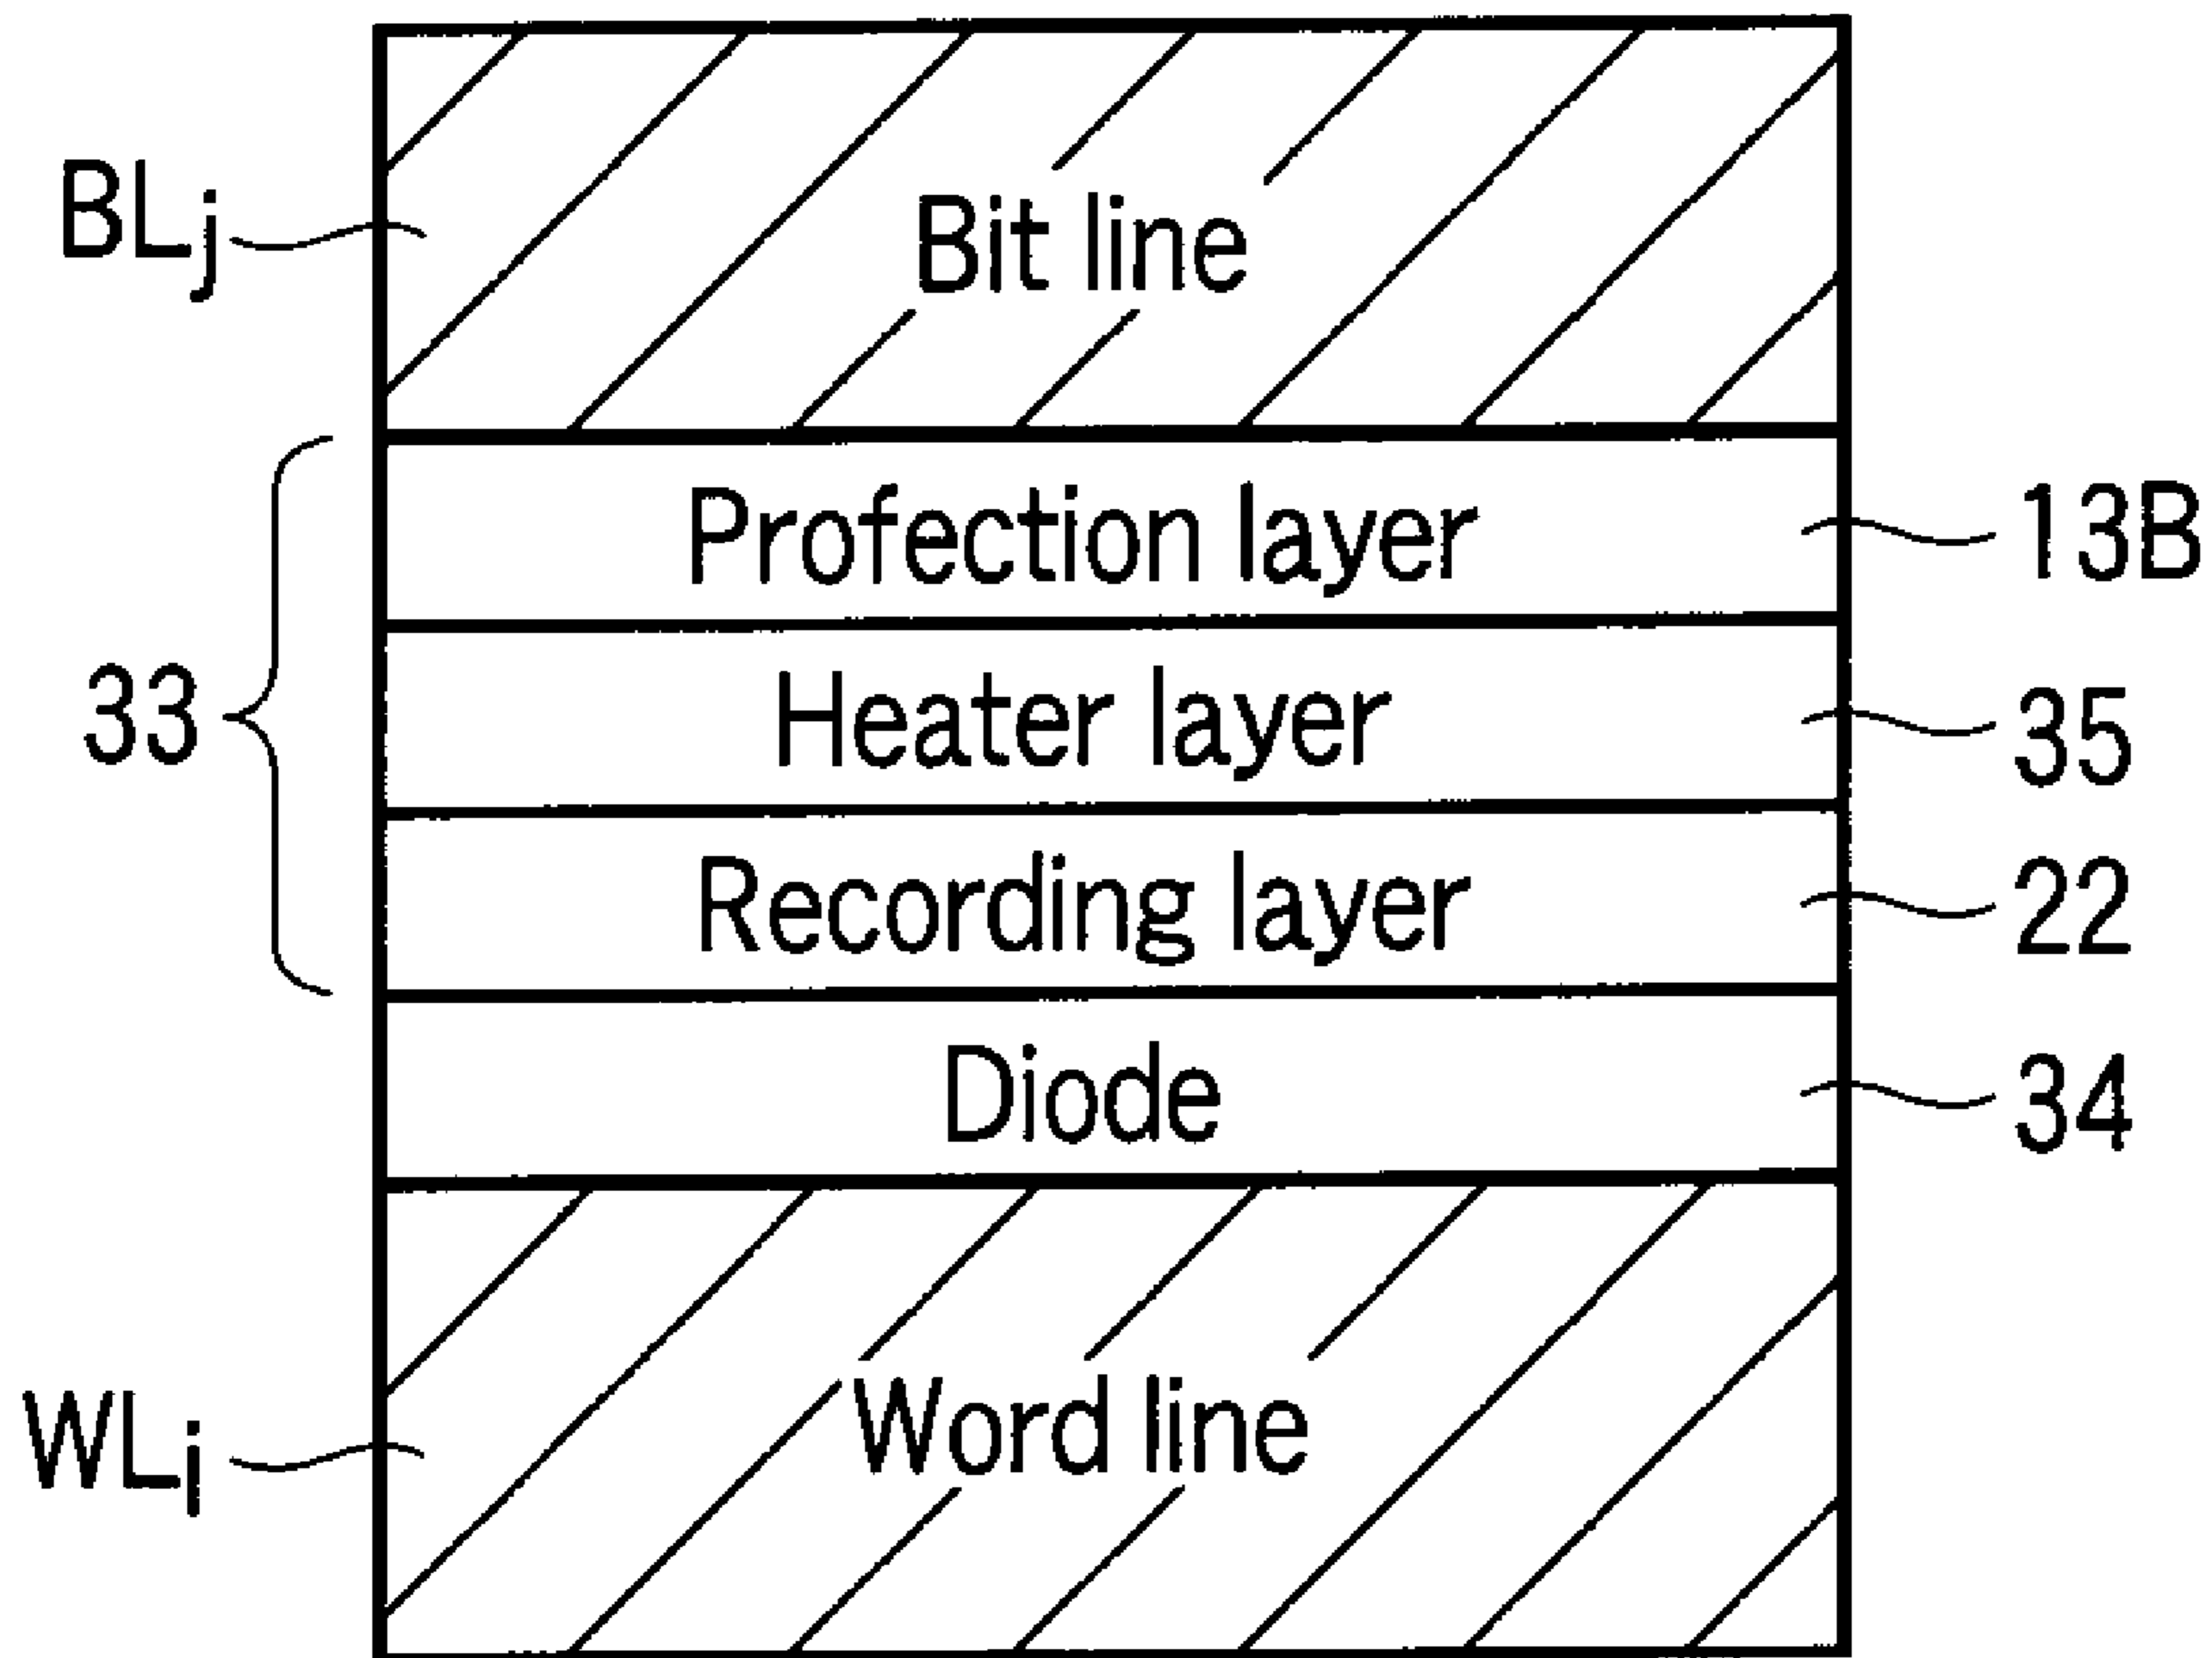 BLj
Bit line
Profection layer
13B
33
Heater layer
35
Recording layer
22
Diode
34
WLi
Word line